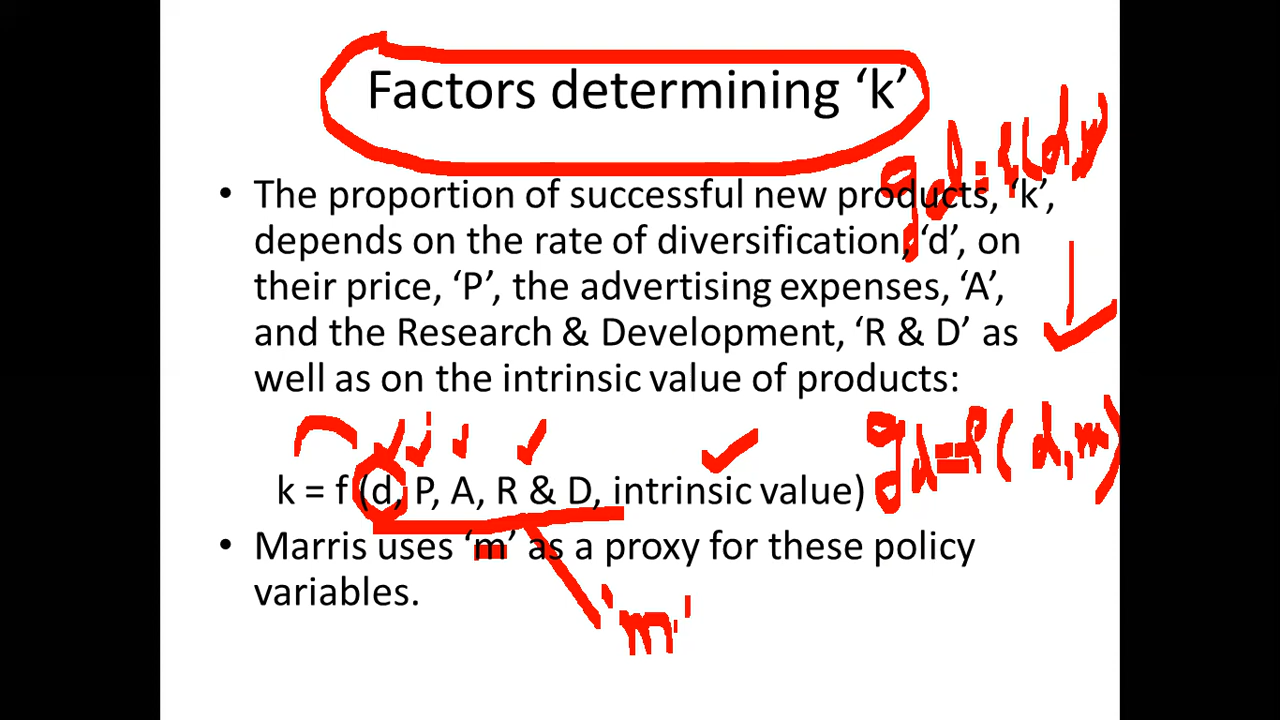 Factors determining ‘k’
• The proportion of successful new products, ‘k’,
depends on the rate of diversification, ‘d’, on
their price, ‘P’, the advertising expenses, ‘A’,
and the Research & Development, ‘R & D’ as
well as on the intrinsic value of products:
k = f (d, P, A, R & D, intrinsic value)
gd = f ( d, m )
• Marris uses ‘m’ as a proxy for these policy
variables.
'm'